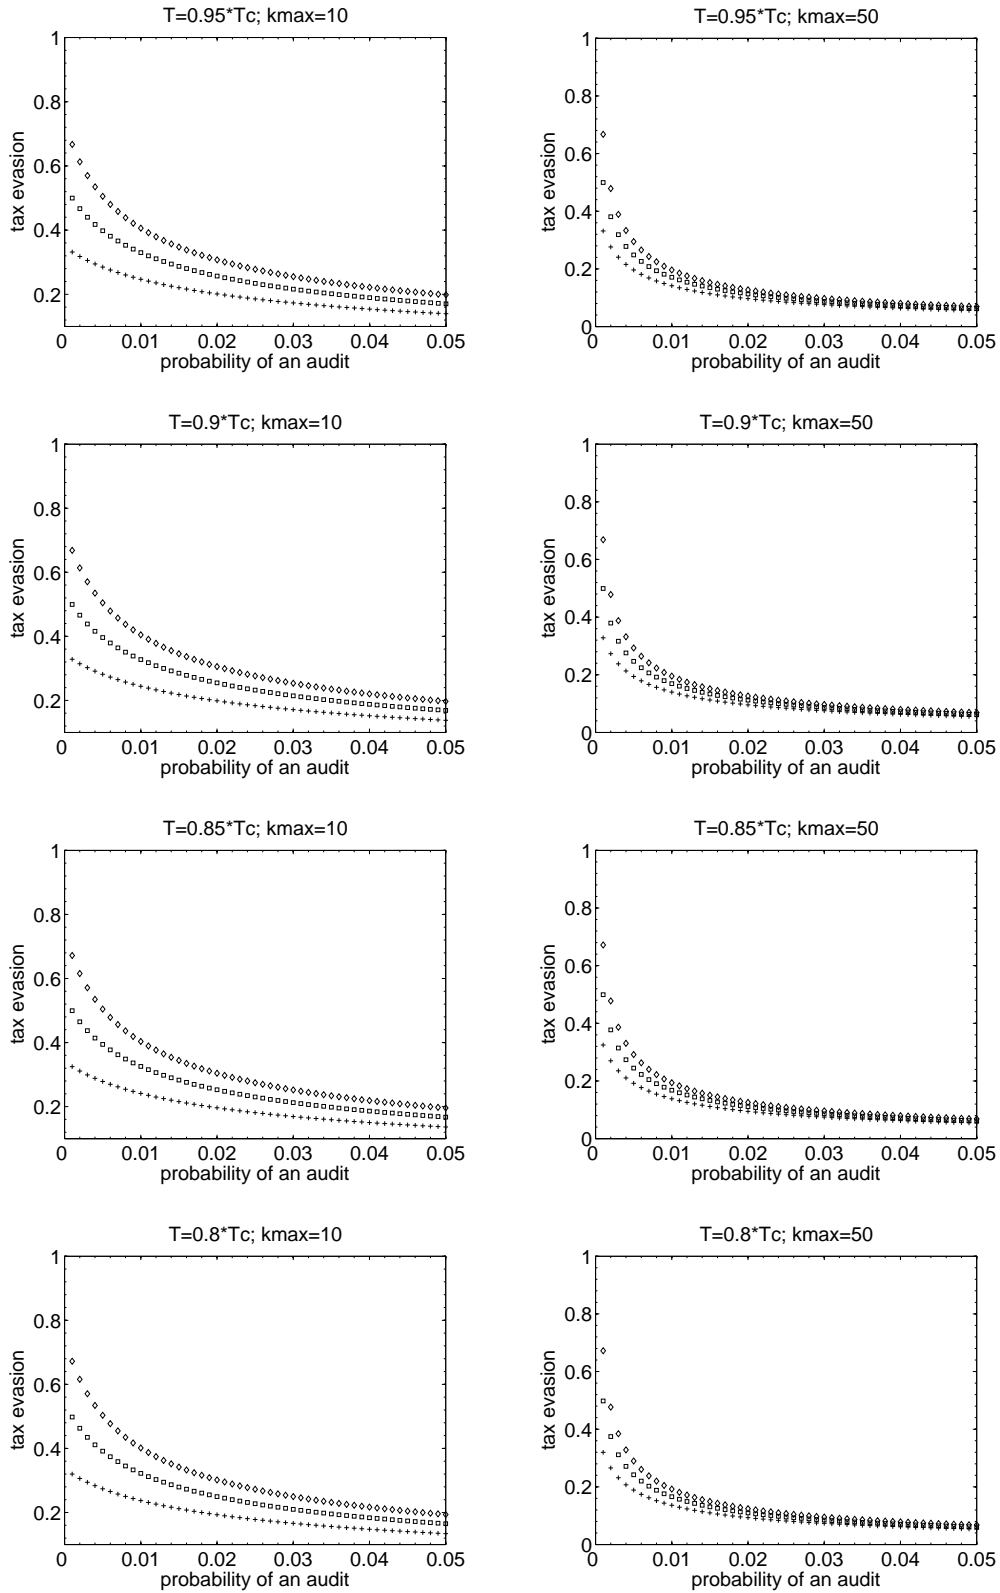 T=0.95*Tc; kmax=10
1
0.8
0.6
0.4
0.2
tax evasion
0 0.01 0.02 0.03 0.04 0.05
probability of an audit
T=0.95*Tc; kmax=50
1
0.8
0.6
0.4
0.2
0
tax evasion
0 0.01 0.02 0.03 0.04 0.05
probability of an audit
T=0.9*Tc; kmax=10
1
0.8
0.6
0.4
0.2
tax evasion
0 0.01 0.02 0.03 0.04 0.05
probability of an audit
T=0.9*Tc; kmax=50
1
0.8
0.6
0.4
0.2
0
tax evasion
0 0.01 0.02 0.03 0.04 0.05
probability of an audit
T=0.85*Tc; kmax=10
1
0.8
0.6
0.4
0.2
tax evasion
0 0.01 0.02 0.03 0.04 0.05
probability of an audit
T=0.85*Tc; kmax=50
1
0.8
0.6
0.4
0.2
0
tax evasion
0 0.01 0.02 0.03 0.04 0.05
probability of an audit
T=0.8*Tc; kmax=10
1
0.8
0.6
0.4
0.2
tax evasion
0 0.01 0.02 0.03 0.04 0.05
probability of an audit
T=0.8*Tc; kmax=50
1
0.8
0.6
0.4
0.2
0
tax evasion
0 0.01 0.02 0.03 0.04 0.05
probability of an audit